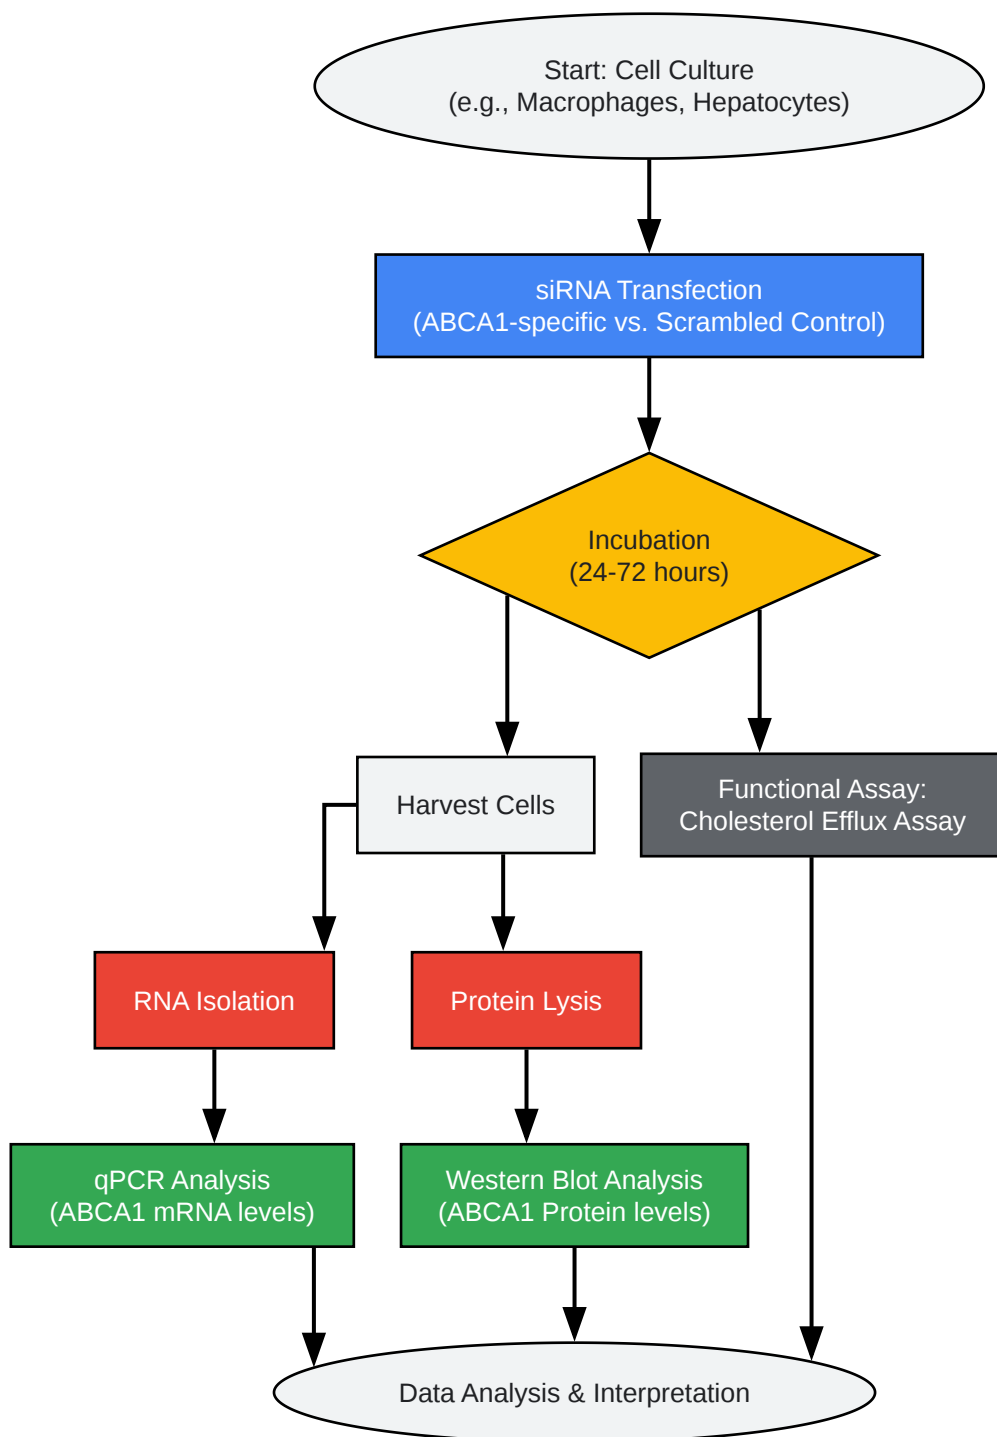 Start: Cell Culture
(e.g., Macrophages, Hepatocytes)
siRNA Transfection
(ABCA1-specific vs. Scrambled Control)
Incubation
(24-72 hours)
Harvest Cells
Functional Assay:
Cholesterol Efflux Assay
RNA Isolation
Protein Lysis
qPCR Analysis
(ABCA1 mRNA levels)
Western Blot Analysis
(ABCA1 Protein levels)
Data Analysis & Interpretation